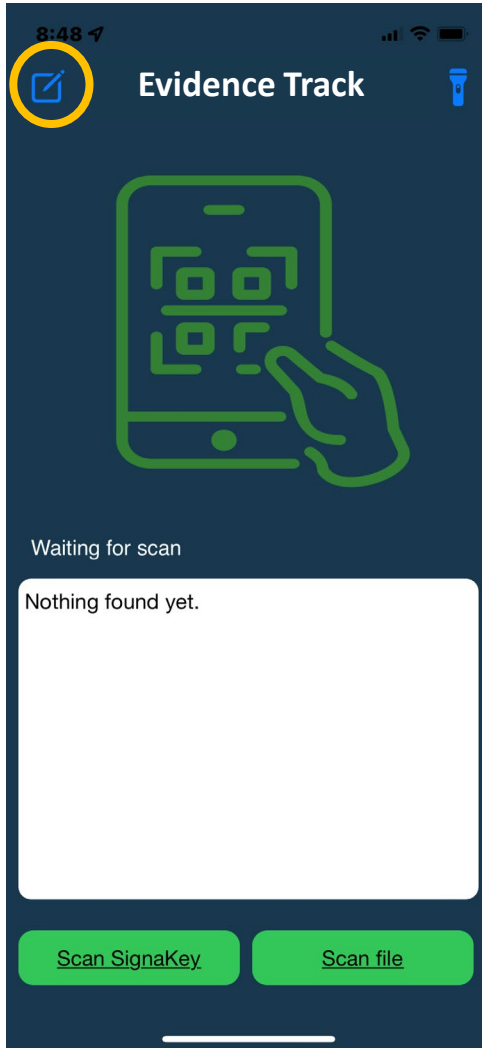 8:48
Evidence Track
Waiting for scan
Nothing found yet.
Scan SignaKey
Scan file